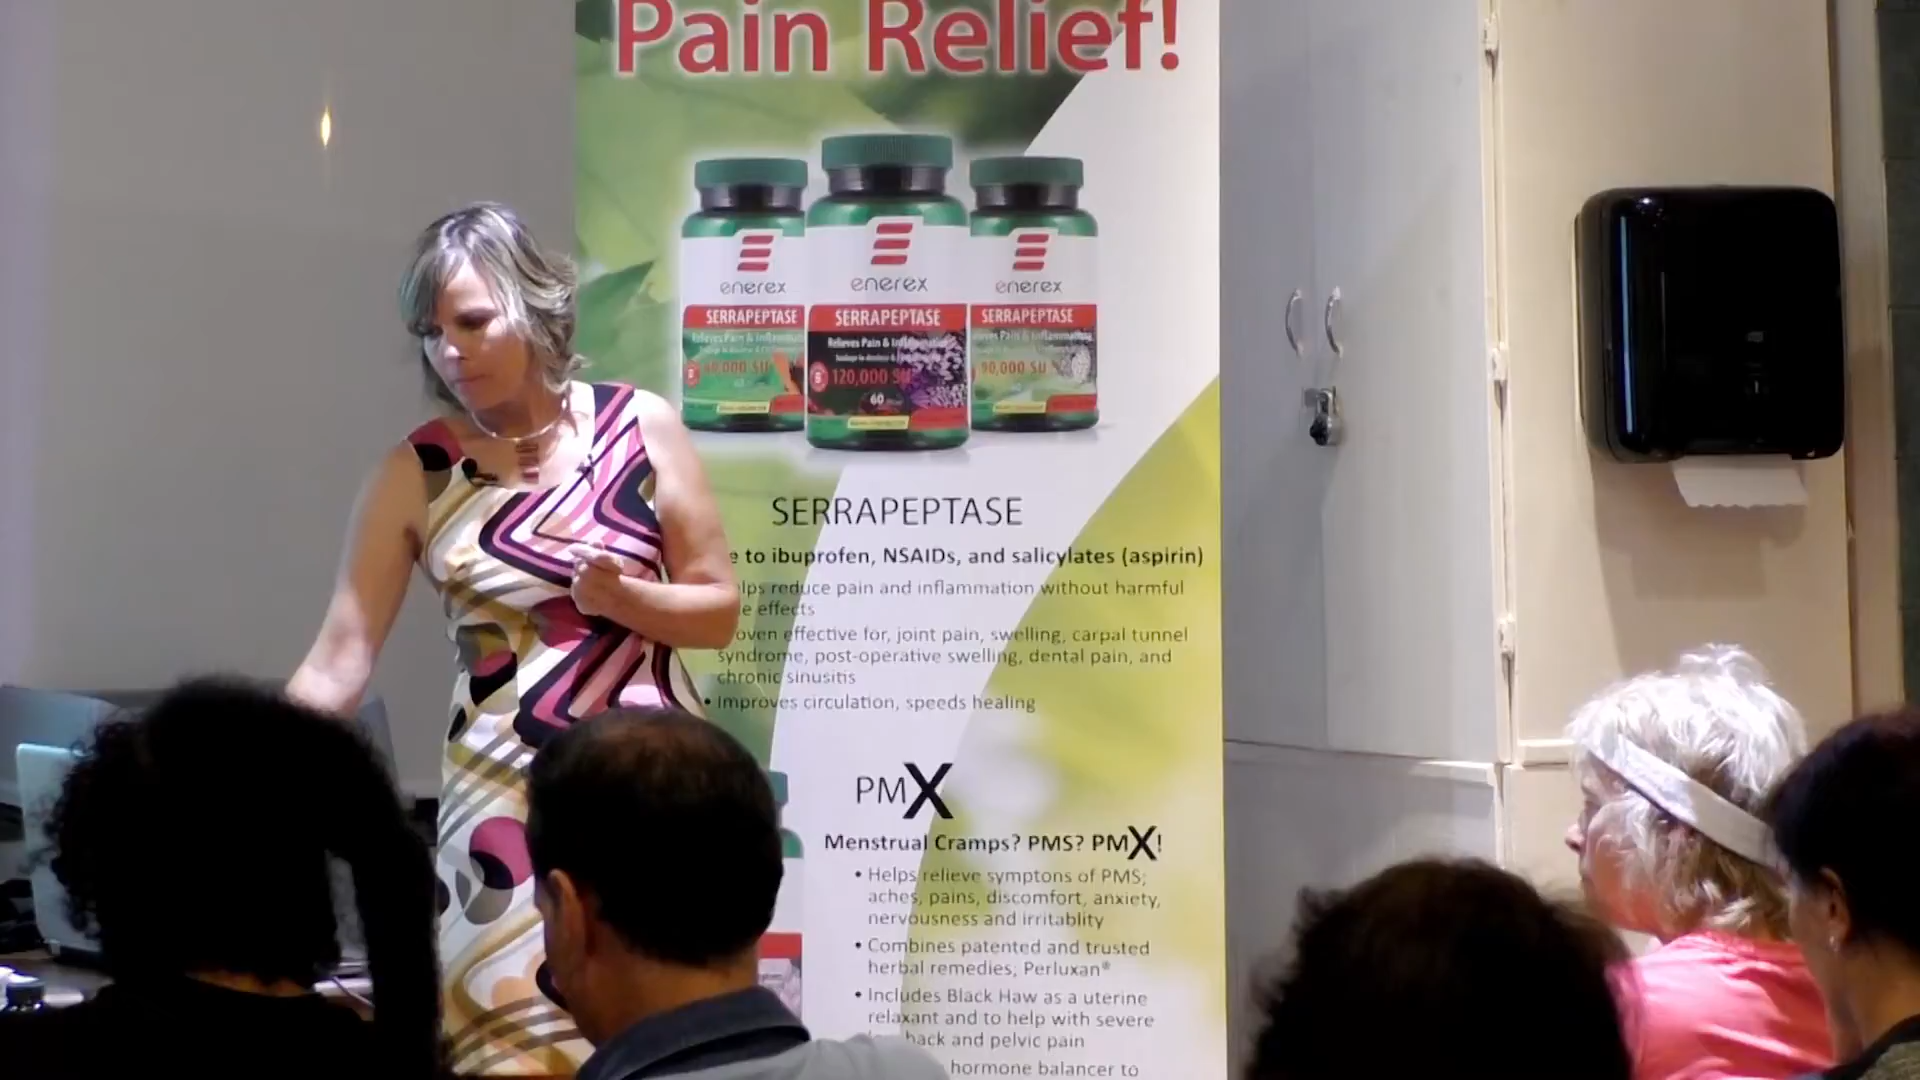 Pain Relief!
enerex
enerex
enerex
SERRAPEPTASE
SERRAPEPTASE
SERRAPEPTASE
Relieves Pain & Inflammation
120,000 SU
90,000 SU
60
SERRAPEPTASE
to ibuprofen, NSAIDs, and salicylates (aspirin)
reduce pain and inflammation without harmful
effects
effective for, joint pain, swelling, carpal tunnel
syndrome, post-operative swelling, dental pain, and
chronic sinusitis
• Improves circulation, speeds healing
PMX
Menstrual Cramps? PMS? PMX!
• Helps relieve symptons of PMS;
aches, pains, discomfort, anxiety,
nervousness and irritablity
• Combines patented and trusted
herbal remedies, Perluxan®
• Includes Black Haw as a uterine
relaxant and to help with severe
back and pelvic pain
hormone balancer to